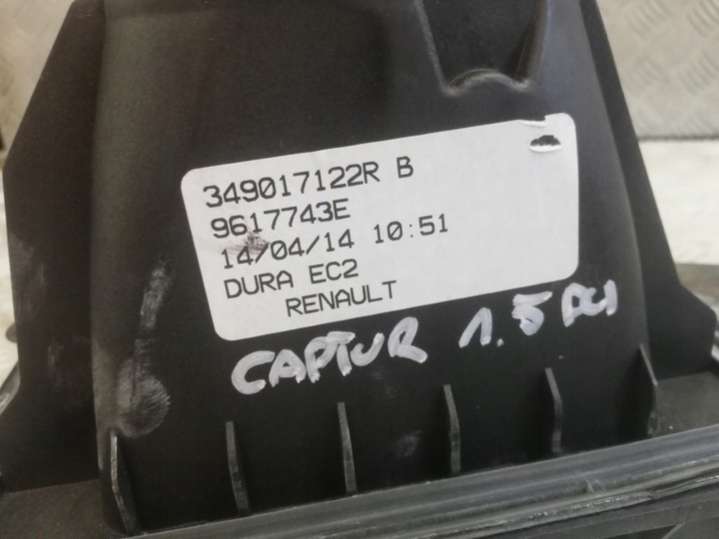 349017122R B
9617743E
14/04/14 10:51
DURA EC2
RENAULT
CAPTUR 1.5 DCI